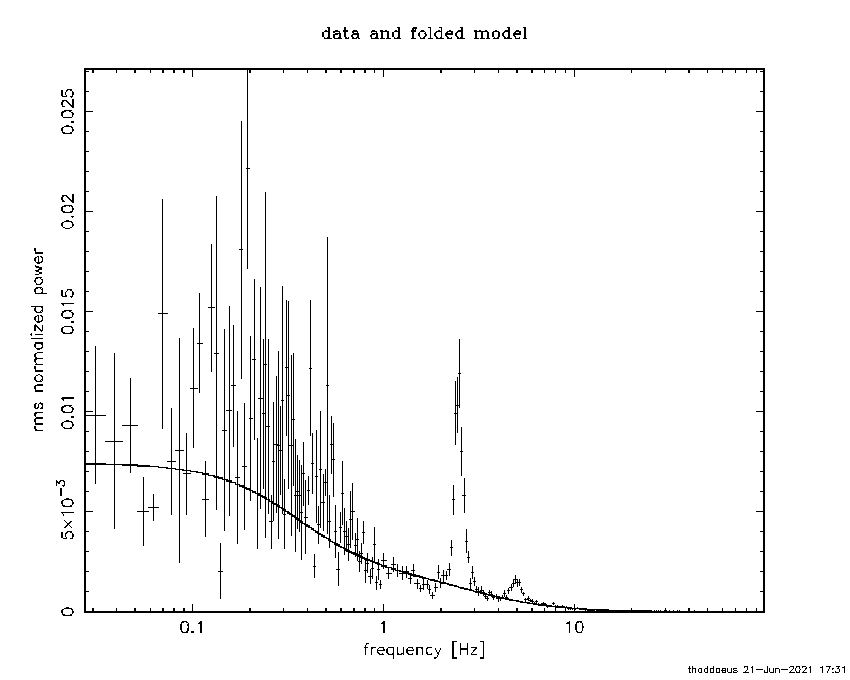 data and folded model
rms normalized power
0.025
0.02
0.015
0.01
5×10⁻³
0
0.1
1
10
frequency [Hz]
thaddaeus 21-Jun-2021 17:31